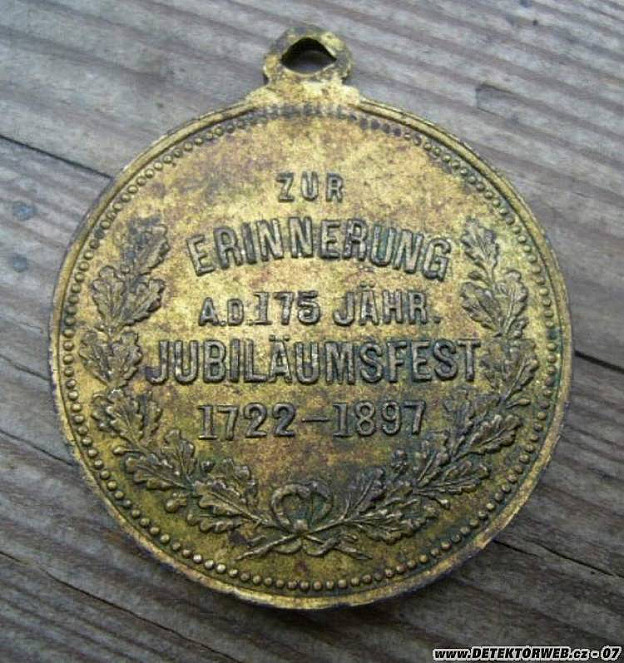 ZUR
ERINNERUNG
A.D.175 JÄHR.
JUBILÄUMSFEST
1722-1897
www.DETEKTORWEB.cz - 07